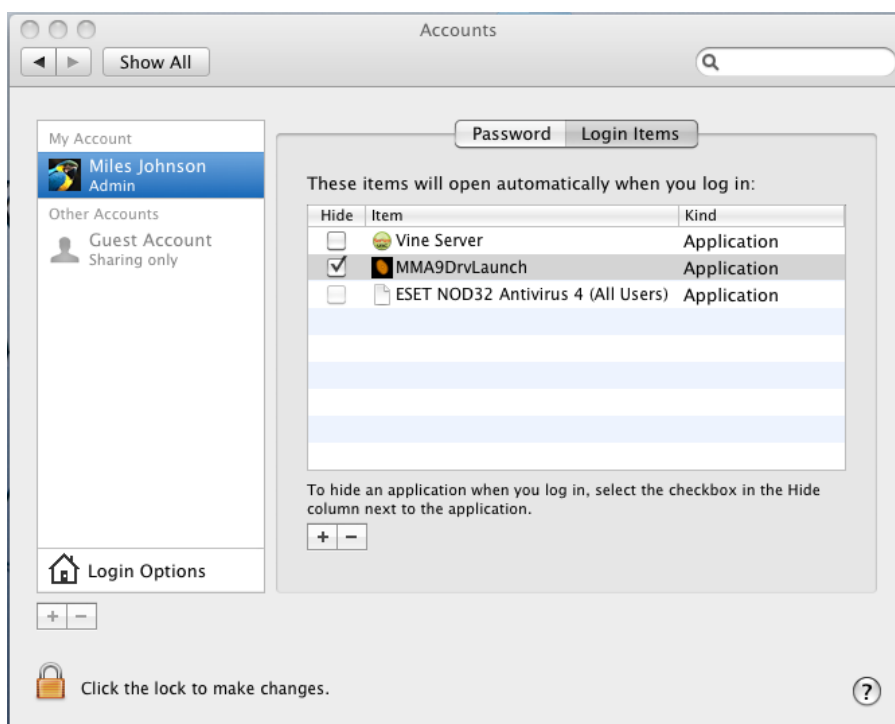 Accounts
Show All
My Account
Miles Johnson
Admin
Other Accounts
Guest Account
Sharing only
Login Options
Password Login Items
These items will open automatically when you log in:
Hide Item Kind
Vine Server Application
MMA9DrvLaunch Application
ESET NOD32 Antivirus 4 (All Users) Application
To hide an application when you log in, select the checkbox in the Hide
column next to the application.
+ −
+ −
Click the lock to make changes.
?